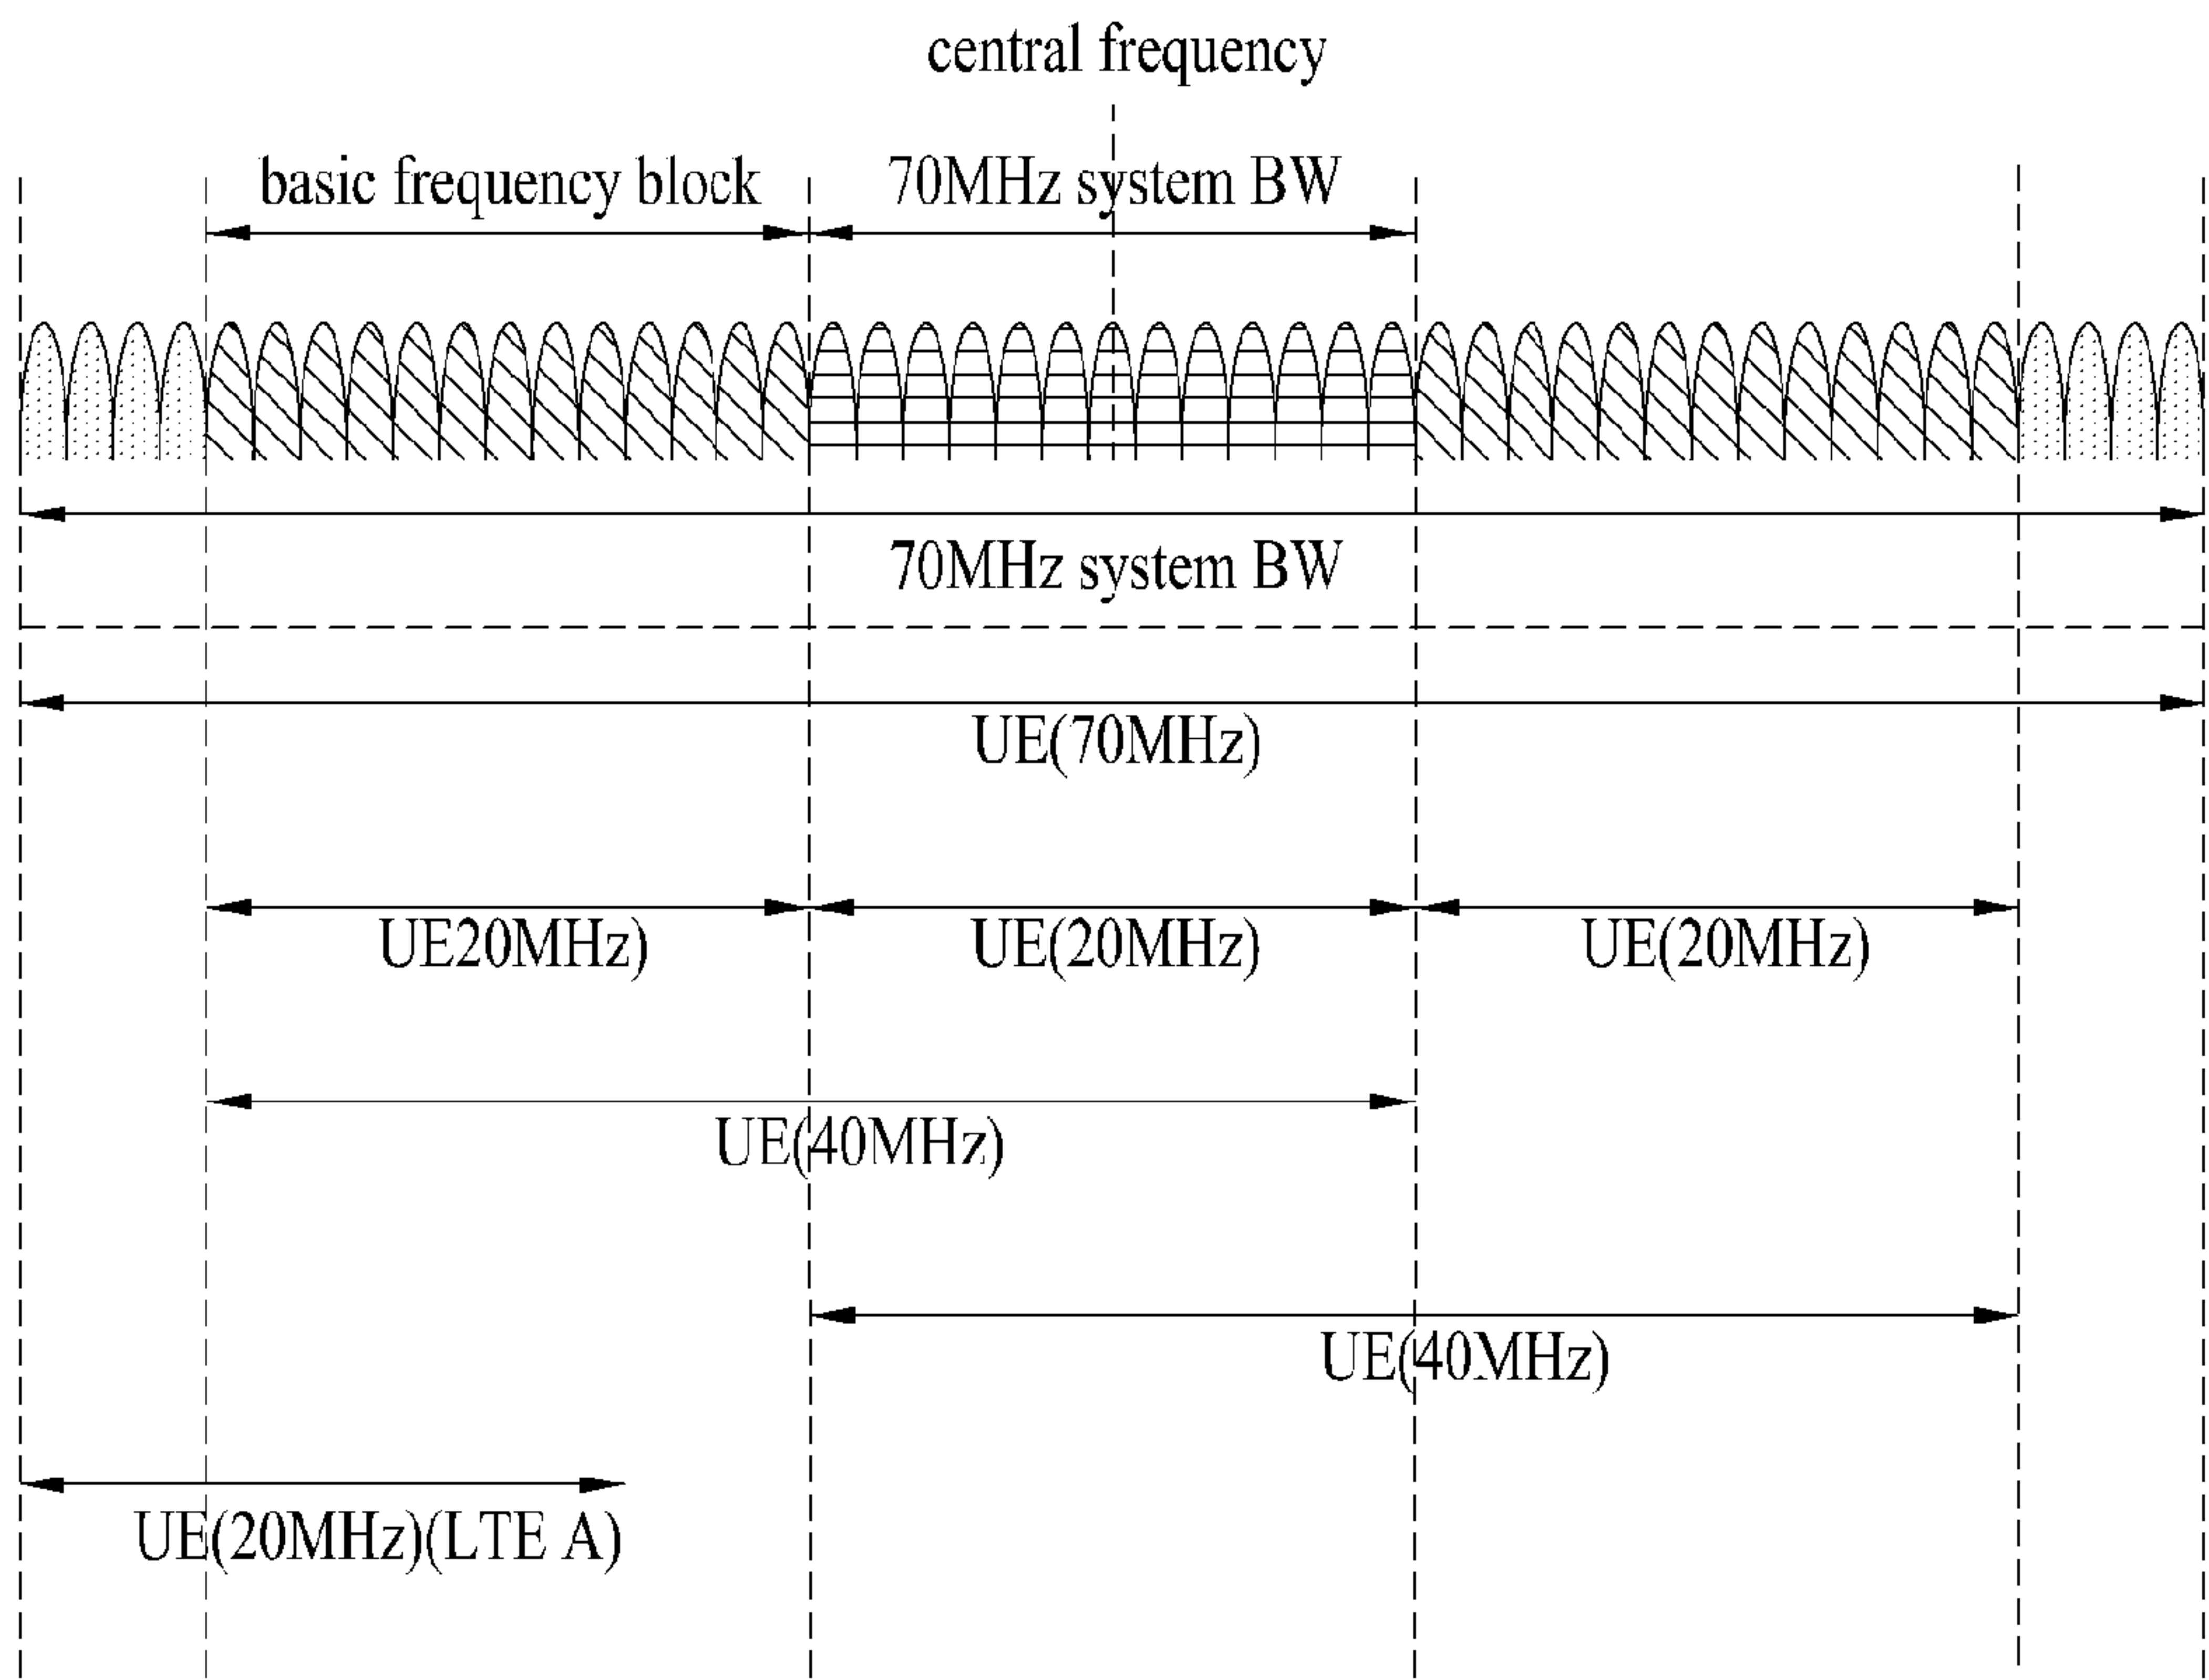 central frequency
basic frequency block
70MHz system BW
70MHz system BW
UE(70MHz)
UE20MHz)
UE(20MHz)
UE(20MHz)
UE(40MHz)
UE(40MHz)
UE(20MHz)(LTE A)